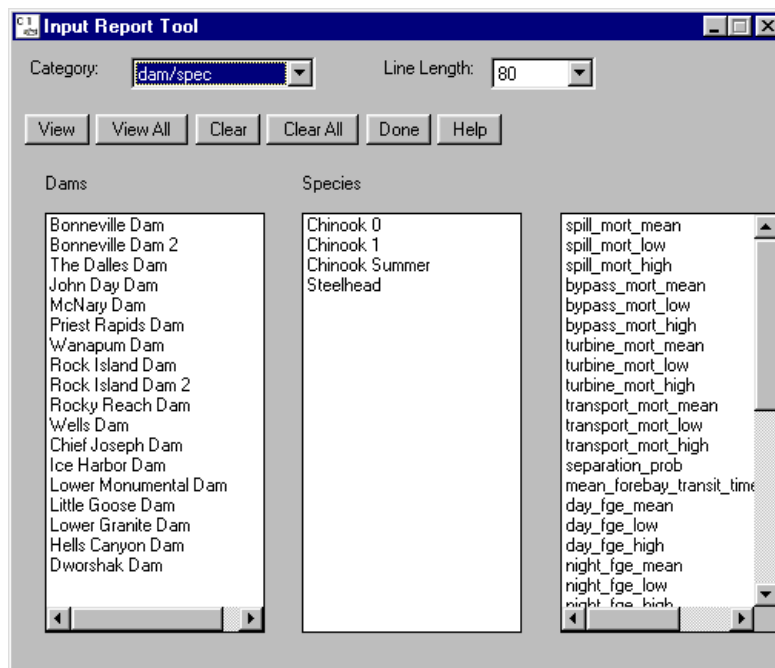 Input Report Tool
Category: dam/spec Line Length: 80
View View All Clear Clear All Done Help
Dams
Bonneville Dam
Bonneville Dam 2
The Dalles Dam
John Day Dam
McNary Dam
Priest Rapids Dam
Wanapum Dam
Rock Island Dam
Rock Island Dam 2
Rocky Reach Dam
Wells Dam
Chief Joseph Dam
Ice Harbor Dam
Lower Monumental Dam
Little Goose Dam
Lower Granite Dam
Hells Canyon Dam
Dworshak Dam
Species
Chinook 0
Chinook 1
Chinook Summer
Steelhead
spill_mort_mean
spill_mort_low
spill_mort_high
bypass_mort_mean
bypass_mort_low
bypass_mort_high
turbine_mort_mean
turbine_mort_low
turbine_mort_high
transport_mort_mean
transport_mort_low
transport_mort_high
separation_prob
mean_forebay_transit_time
day_fge_mean
day_fge_low
day_fge_high
night_fge_mean
night_fge_low
night_fge_high